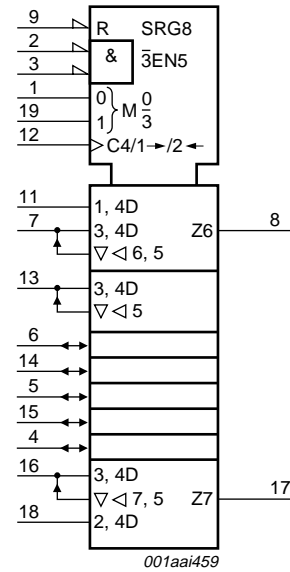 9 R SRG8
2 & 3̅EN5
3
1 0 } M 0/3
19 1
12 > C4/1→/2←
11 1, 4D
7 3, 4D Z6 8
▽ ◁ 6, 5
13 3, 4D
▽ ◁ 5
6
14
5
15
4
16 3, 4D
▽ ◁ 7, 5 Z7 17
18 2, 4D
001aai459